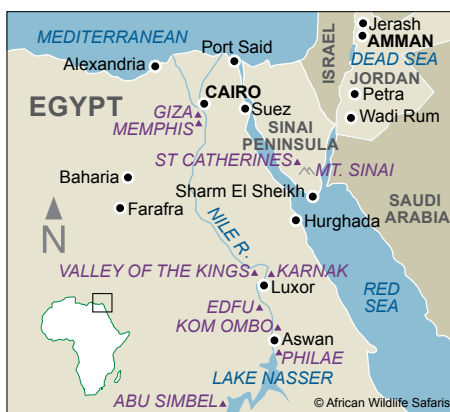 MEDITERRANEAN
Port Said
Alexandria
ISRAEL
Jerash
AMMAN
DEAD SEA
JORDAN
EGYPT
CAIRO
GIZA
MEMPHIS
Suez
Petra
Wadi Rum
SINAI
PENINSULA
ST CATHERINES
MT. SINAI
Baharia
Sharm El Sheikh
SAUDI
ARABIA
Farafra
Hurghada
N
NILE R.
VALLEY OF THE KINGS
KARNAK
RED
SEA
Luxor
EDFU
KOM OMBO
Aswan
PHILAE
LAKE NASSER
ABU SIMBEL
© African Wildlife Safaris